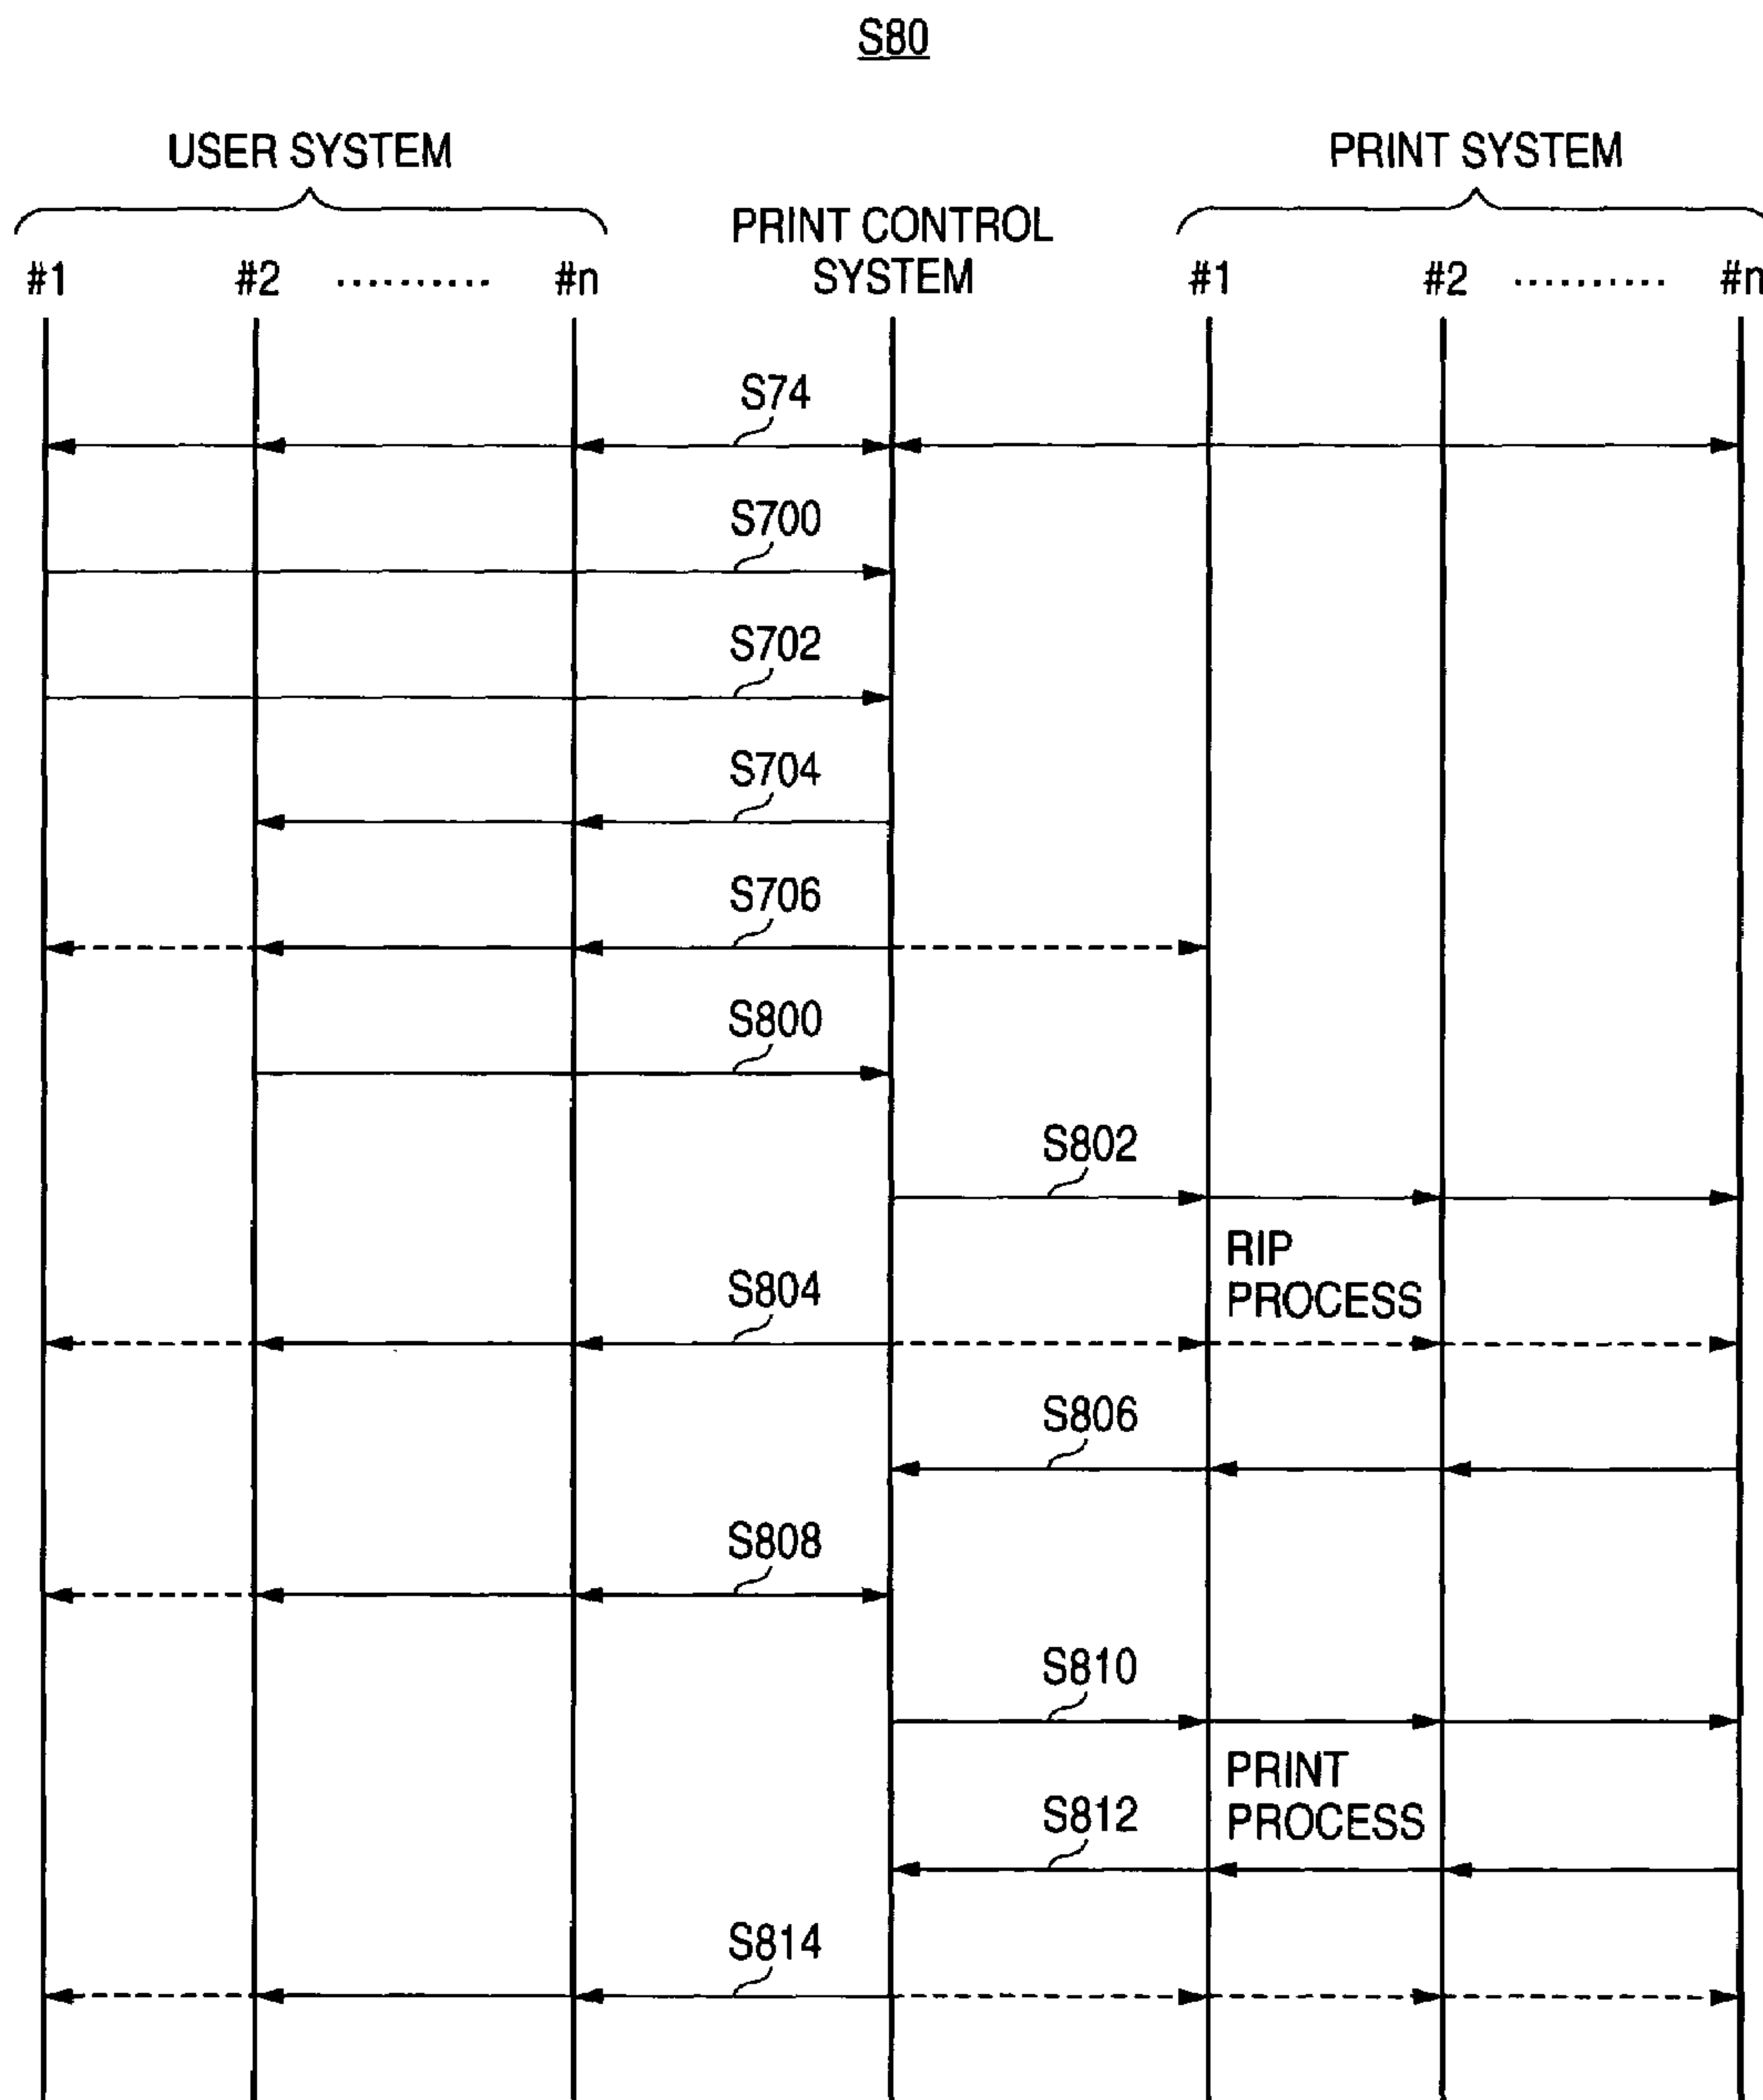 S80
USER SYSTEM
PRINT SYSTEM
PRINT CONTROL
SYSTEM
#1 #2 .......... #n
#1 #2 .......... #n
S74
S700
S702
S704
S706
S800
S802
RIP
PROCESS
S804
S806
S808
S810
PRINT
PROCESS
S812
S814